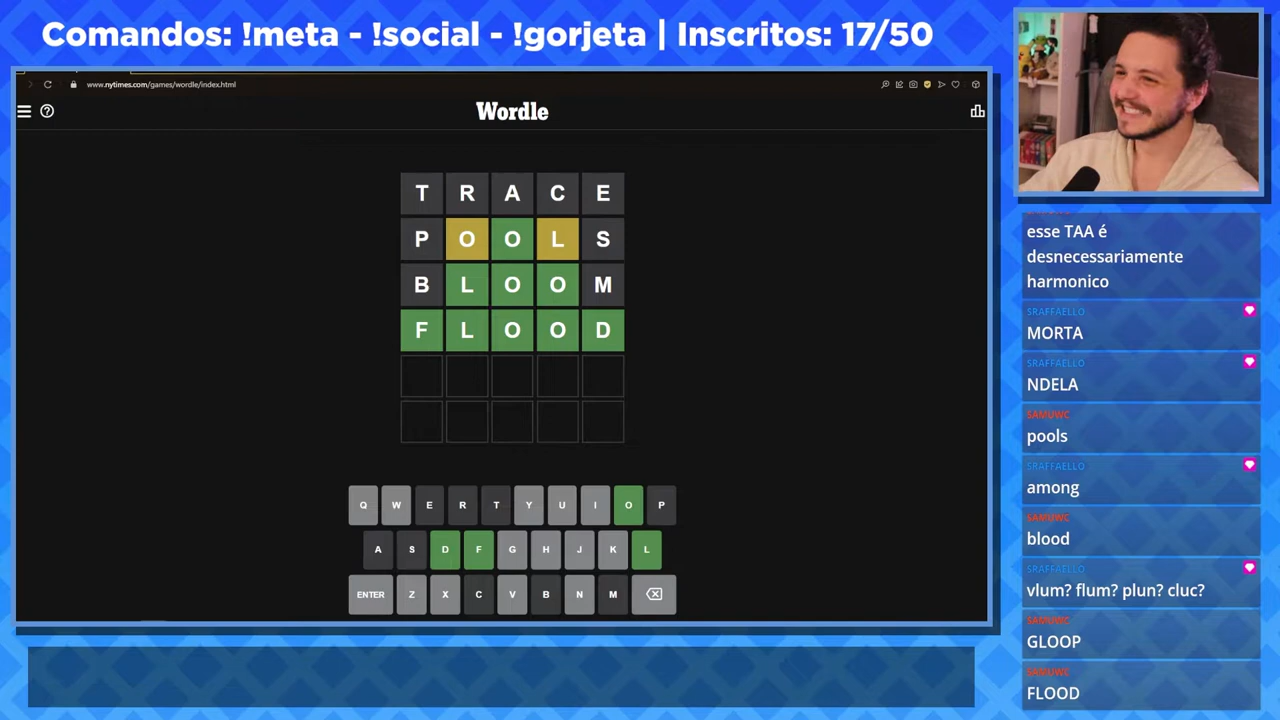 Comandos: !meta - !social - !gorjeta | Inscritos: 17/50
www.nytimes.com/games/wordle/index.html
Wordle
T R A C E
P O O L S
B L O O M
F L O O D
Q W E R T Y U I O P
A S D F G H J K L
ENTER Z X C V B N M
esse TAA é
desnecessariamente
harmonico
SRAFFAELLO
MORTA
SRAFFAELLO
NDELA
SAMUWC
pools
SRAFFAELLO
among
SAMUWC
blood
SRAFFAELLO
vlum? flum? plun? cluc?
SAMUWC
GLOOP
SAMUWC
FLOOD